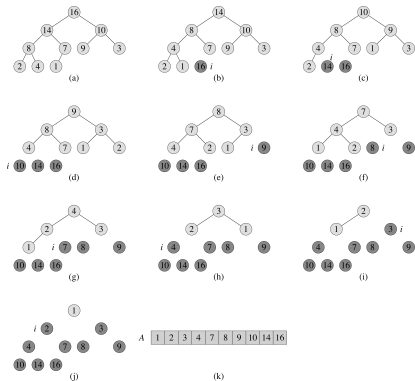 16 14 10
14 10 8 10
8 7 9 3 4 7 9 3 4 8 1 9
2 4 1 2 1 16 i 2 14 i 16 7 3
(a) (b) (c)
9 8 7
8 3 7 3 4 3
4 7 1 2 4 2 1 i 9 1 2 8 i 9
i 10 14 16 10 14 16 10 14 16
(d) (e) (f)
4 3 2
2 3 2 1 1 3 i
1 i 7 8 9 i 4 7 8 9 4 7 8 9
10 14 16 10 14 16 10 14 16
(g) (h) (i)
1
i 2 3
4 7 8 9
A 1 2 3 4 7 8 9 10 14 16
10 14 16
(j) (k)